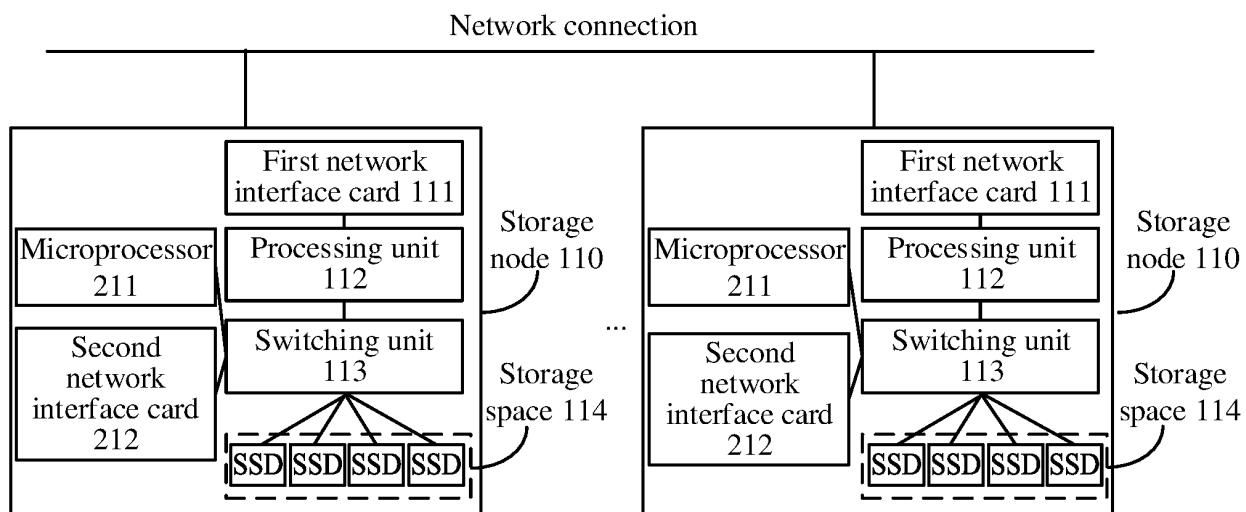 Network connection
First network
interface card 111
Microprocessor
211
Processing unit
112
Second
network
interface card
212
Switching unit
113
SSD SSD SSD SSD
Storage
node 110
Storage
space 114
...
First network
interface card 111
Microprocessor
211
Processing unit
112
Second
network
interface card
212
Switching unit
113
SSD SSD SSD SSD
Storage
node 110
Storage
space 114